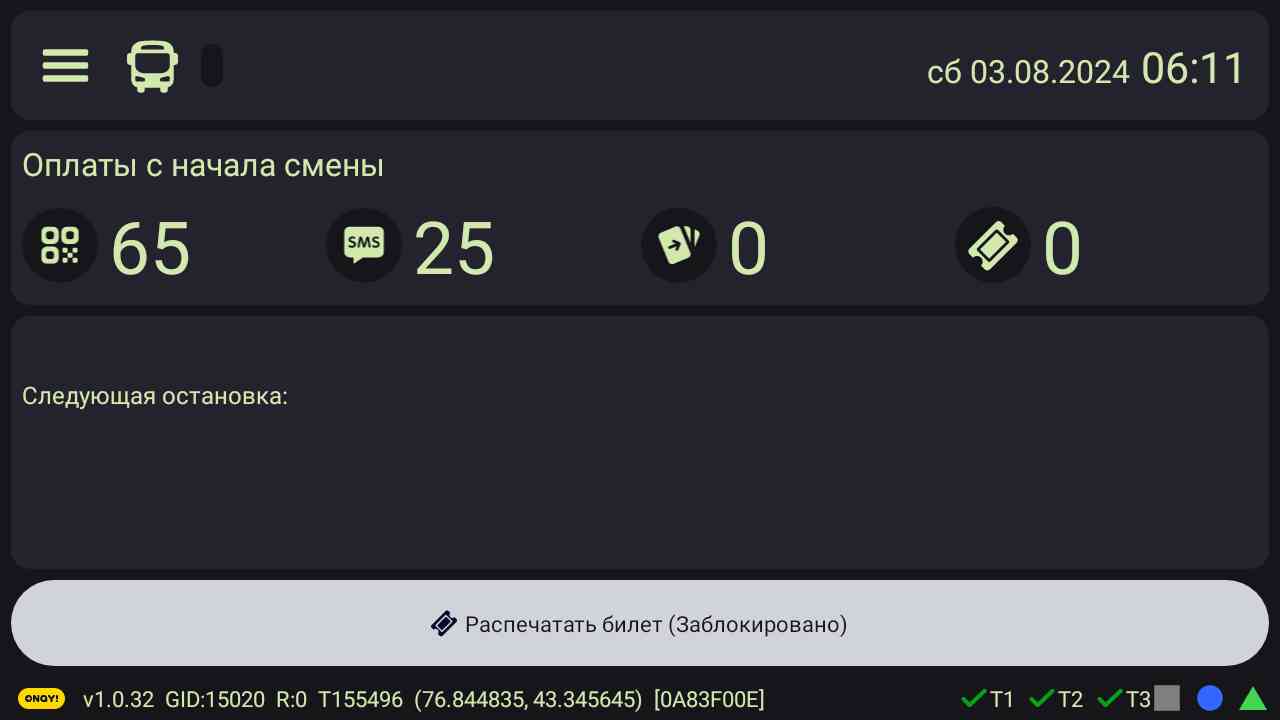 сб 03.08.2024 06:11
Оплаты с начала смены
65 SMS 25 0 0
Следующая остановка:
Распечатать билет (Заблокировано)
ONAY! v1.0.32 GID:15020 R:0 T155496 (76.844835, 43.345645) [0A83F00E] T1 T2 T3